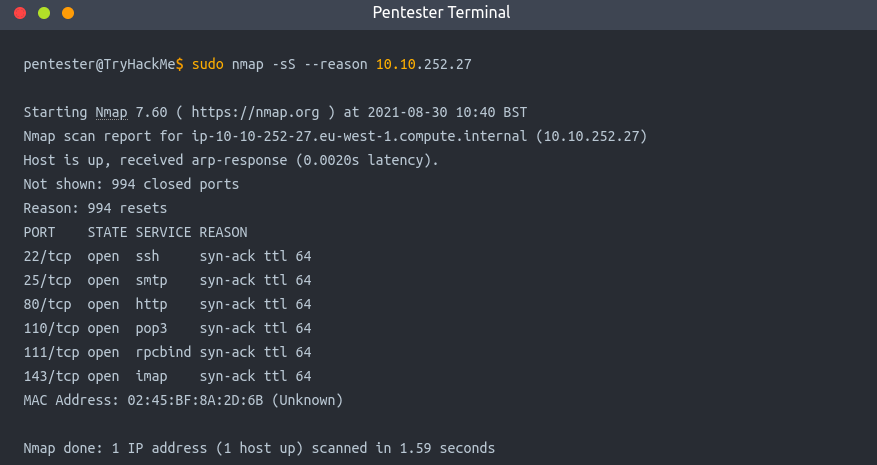 Pentester Terminal
pentester@TryHackMe$ sudo nmap -sS --reason 10.10.252.27
Starting Nmap 7.60 ( https://nmap.org ) at 2021-08-30 10:40 BST
Nmap scan report for ip-10-10-252-27.eu-west-1.compute.internal (10.10.252.27)
Host is up, received arp-response (0.0020s latency).
Not shown: 994 closed ports
Reason: 994 resets
PORT    STATE SERVICE REASON
22/tcp  open  ssh     syn-ack ttl 64
25/tcp  open  smtp    syn-ack ttl 64
80/tcp  open  http    syn-ack ttl 64
110/tcp open  pop3    syn-ack ttl 64
111/tcp open  rpcbind syn-ack ttl 64
143/tcp open  imap    syn-ack ttl 64
MAC Address: 02:45:BF:8A:2D:6B (Unknown)
Nmap done: 1 IP address (1 host up) scanned in 1.59 seconds